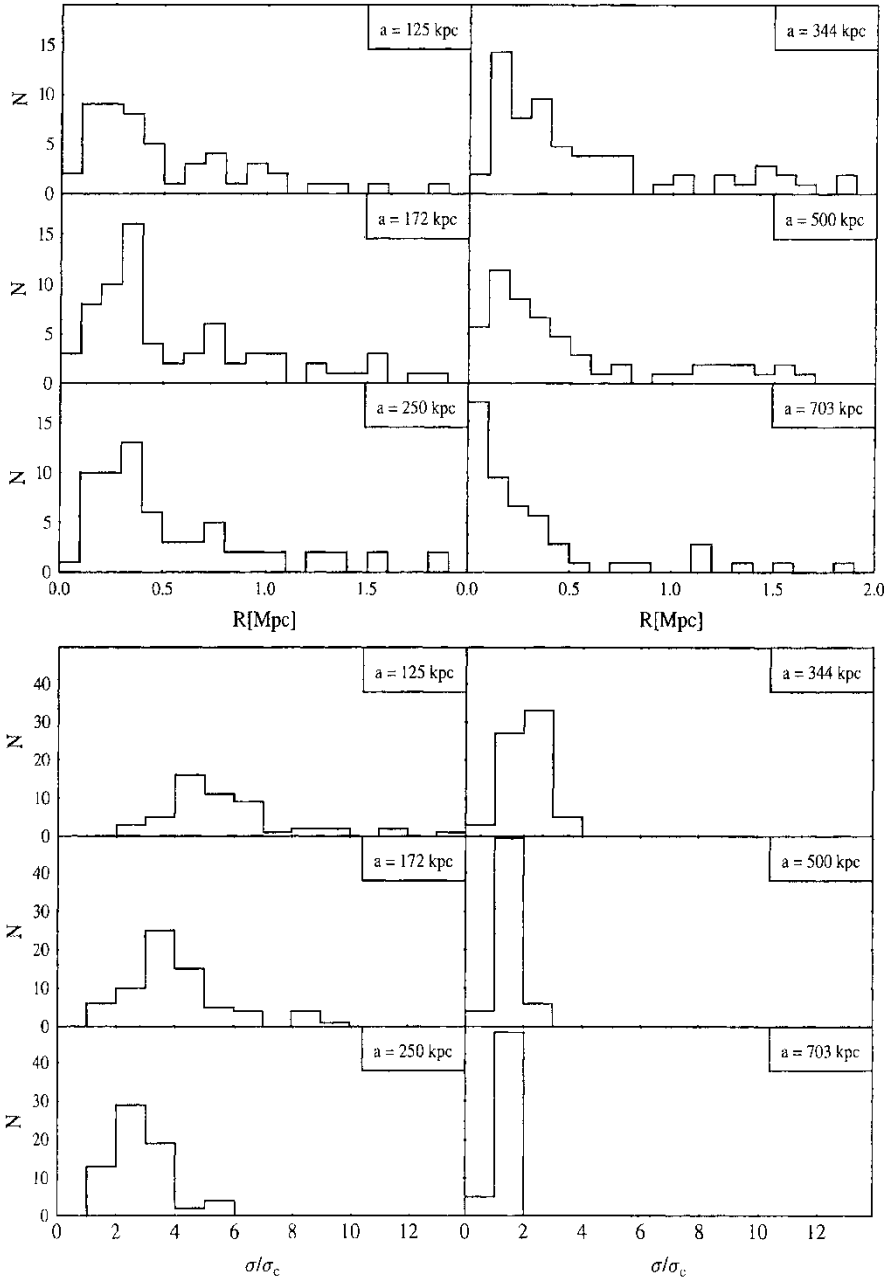 a = 125 kpc
a = 344 kpc
N
15
10
5
0
a = 172 kpc
a = 500 kpc
N
15
10
5
0
a = 250 kpc
a = 703 kpc
N
15
10
5
0
0.0 0.5 1.0 1.5 0.0 0.5 1.0 1.5 2.0
R[Mpc] R[Mpc]
a = 125 kpc
a = 344 kpc
N
40
30
20
10
0
a = 172 kpc
a = 500 kpc
N
40
30
20
10
0
a = 250 kpc
a = 703 kpc
N
40
30
20
10
0
0 2 4 6 8 10 12 0 2 4 6 8 10 12
σ/σc σ/σc